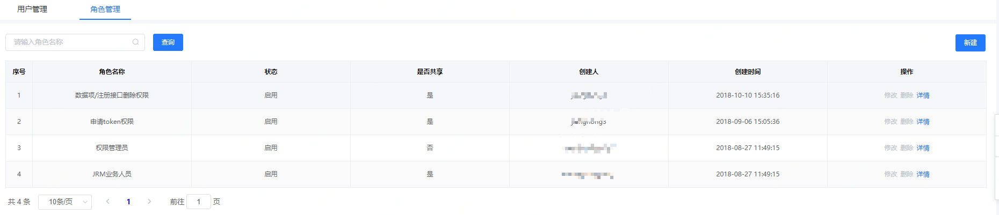 用户管理 角色管理
请输入角色名称 查询 新建
序号 角色名称 状态 是否共享 创建人 创建时间 操作
1 数据项/注册接口删除权限 启用 是 2018-10-10 15:35:16 修改 删除 详情
2 申请token权限 启用 是 2018-09-06 15:05:36 修改 删除 详情
3 权限管理员 启用 否 2018-08-27 11:49:15 修改 删除 详情
4 JRM业务人员 启用 是 2018-08-27 11:49:15 修改 删除 详情
共 4 条 10条/页 1 前往 1 页